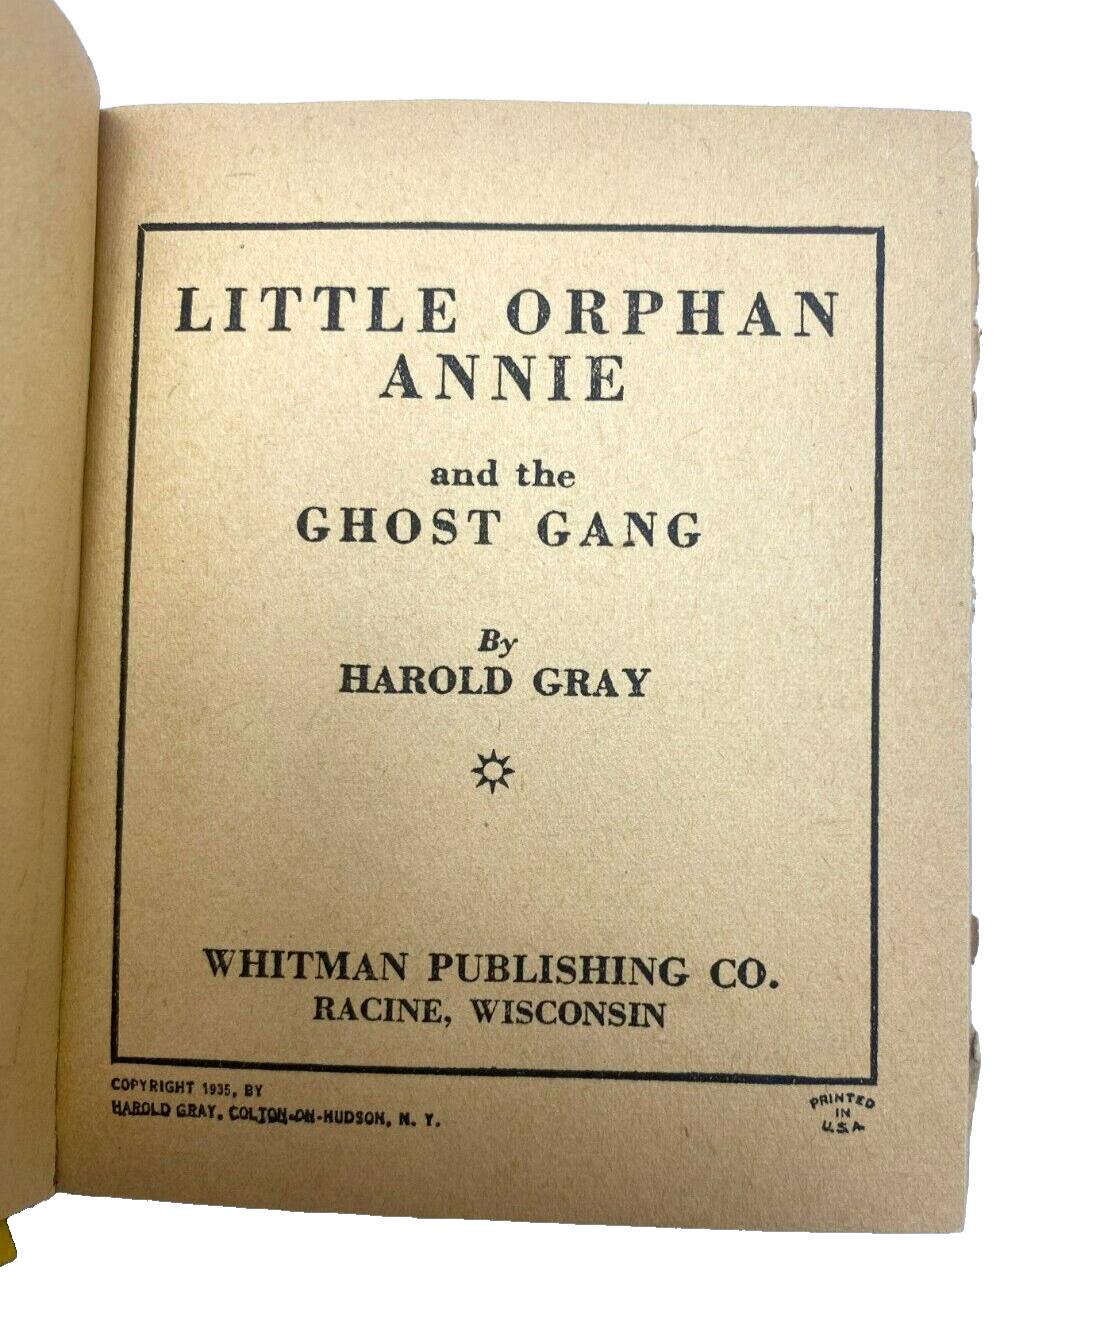 LITTLE ORPHAN
ANNIE
and the
GHOST GANG
By
HAROLD GRAY
WHITMAN PUBLISHING CO.
RACINE, WISCONSIN
COPYRIGHT 1935, BY
HAROLD GRAY, COLTON-ON-HUDSON, N. Y.
PRINTED
IN
U.S.A.